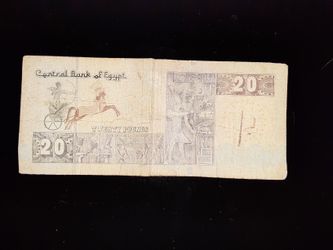 Central Bank of Egypt
20
TWENTY POUNDS
20